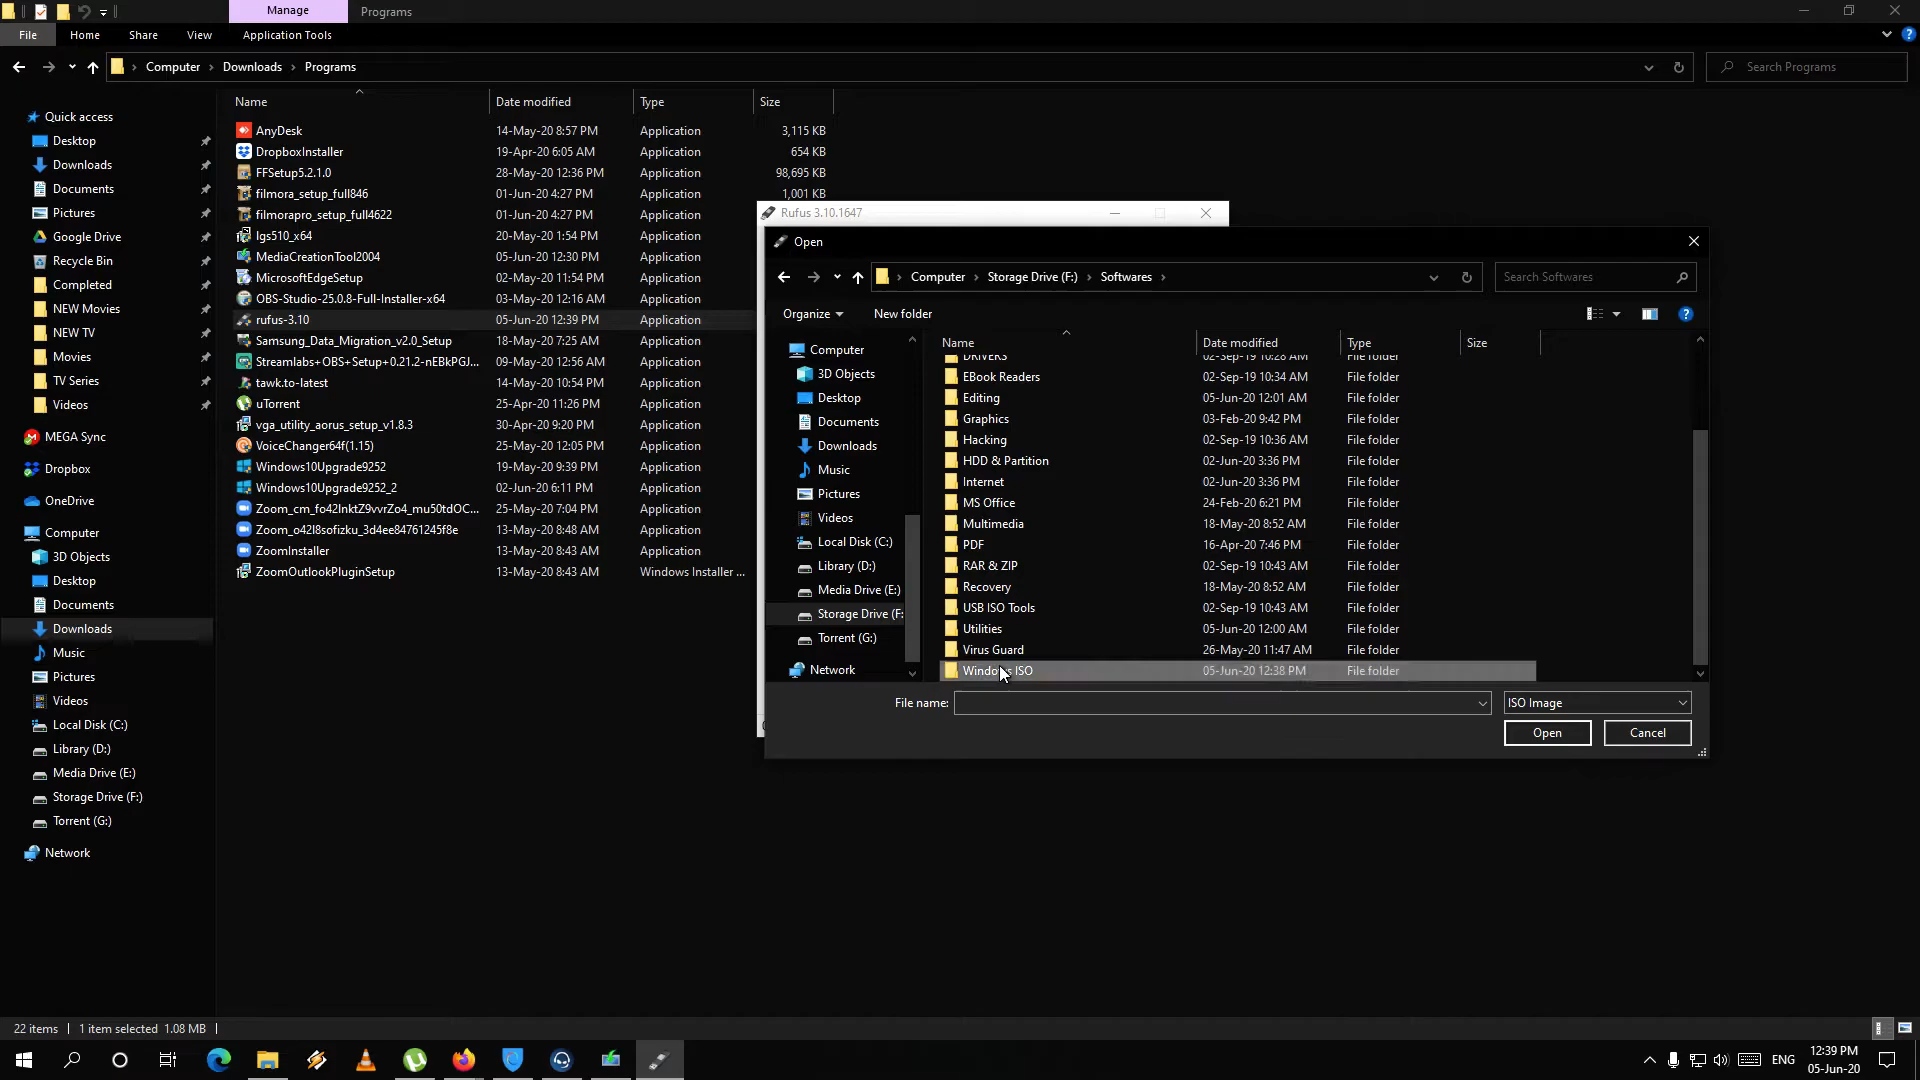 Manage
Programs
File
Home
Share
View
Application Tools
Computer
Downloads
Programs
Search Programs
Name
Date modified
Type
Size
Quick access
Desktop
Downloads
Documents
Pictures
Google Drive
Recycle Bin
Completed
NEW Movies
NEW TV
Movies
TV Series
Videos
MEGA Sync
Dropbox
OneDrive
Computer
3D Objects
Desktop
Documents
Downloads
Music
Pictures
Videos
Local Disk (C:)
Library (D:)
Media Drive (E:)
Storage Drive (F:)
Torrent (G:)
Network
AnyDesk 14-May-20 8:57 PM Application 3,115 KB
DropboxInstaller 19-Apr-20 6:05 AM Application 654 KB
FFSetup5.2.1.0 28-May-20 12:36 PM Application 98,695 KB
filmora_setup_full846 01-Jun-20 4:27 PM Application 1,001 KB
filmorapro_setup_full4622 01-Jun-20 4:27 PM Application
lgs510_x64 20-May-20 1:54 PM Application
MediaCreationTool2004 05-Jun-20 12:30 PM Application
MicrosoftEdgeSetup 02-May-20 11:54 PM Application
OBS-Studio-25.0.8-Full-Installer-x64 03-May-20 12:16 AM Application
rufus-3.10 05-Jun-20 12:39 PM Application
Samsung_Data_Migration_v2.0_Setup 18-May-20 7:25 AM Application
Streamlabs+OBS+Setup+0.21.2-nEBkPGJ... 09-May-20 12:56 AM Application
tawk.to-latest 14-May-20 10:54 PM Application
uTorrent 25-Apr-20 11:26 PM Application
vga_utility_aorus_setup_v1.8.3 30-Apr-20 9:20 PM Application
VoiceChanger64f(1.15) 25-May-20 12:05 PM Application
Windows10Upgrade9252 19-May-20 9:39 PM Application
Windows10Upgrade9252_2 02-Jun-20 6:11 PM Application
Zoom_cm_fo42lnktZ9vvrZo4_mu50tdOC... 25-May-20 7:04 PM Application
Zoom_o42l8sofizku_3d4ee84761245f8e 13-May-20 8:48 AM Application
ZoomInstaller 13-May-20 8:43 AM Application
ZoomOutlookPluginSetup 13-May-20 8:43 AM Windows Installer ...
Rufus 3.10.1647
Open
Computer
Storage Drive (F:)
Softwares
Search Softwares
Organize
New folder
Computer
3D Objects
Desktop
Documents
Downloads
Music
Pictures
Videos
Local Disk (C:)
Library (D:)
Media Drive (E:)
Storage Drive (F:
Torrent (G:)
Network
Name
Date modified
Type
Size
DRIVERS 02-Sep-19 10:28 AM File folder
EBook Readers 02-Sep-19 10:34 AM File folder
Editing 05-Jun-20 12:01 AM File folder
Graphics 03-Feb-20 9:42 PM File folder
Hacking 02-Sep-19 10:36 AM File folder
HDD & Partition 02-Jun-20 3:36 PM File folder
Internet 02-Jun-20 3:36 PM File folder
MS Office 24-Feb-20 6:21 PM File folder
Multimedia 18-May-20 8:52 AM File folder
PDF 16-Apr-20 7:46 PM File folder
RAR & ZIP 02-Sep-19 10:43 AM File folder
Recovery 18-May-20 8:52 AM File folder
USB ISO Tools 02-Sep-19 10:43 AM File folder
Utilities 05-Jun-20 12:00 AM File folder
Virus Guard 26-May-20 11:47 AM File folder
Windows ISO 05-Jun-20 12:38 PM File folder
File name:
ISO Image
Open
Cancel
22 items
1 item selected 1.08 MB
ENG
12:39 PM
05-Jun-20